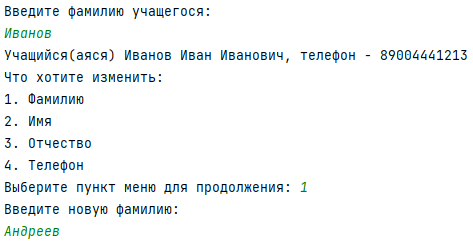 Введите фамилию учащегося:
Иванов
Учащийся(аяся) Иванов Иван Иванович, телефон - 89004441213
Что хотите изменить:
1. Фамилию
2. Имя
3. Отчество
4. Телефон
Выберите пункт меню для продолжения: 1
Введите новую фамилию:
Андреев